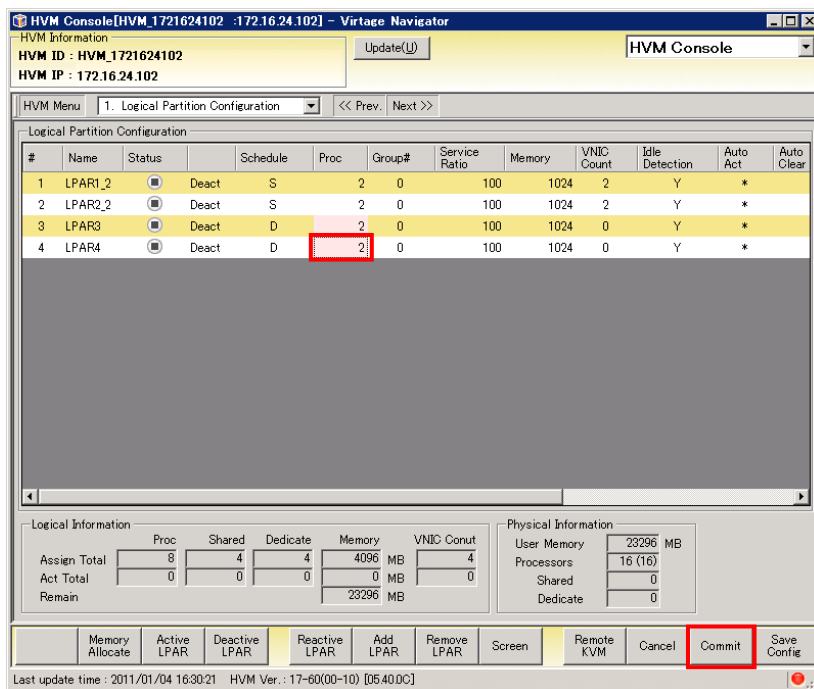 HVM Console[HVM_1721624102 :172.16.24.102] - Virtage Navigator
HVM Information
HVM ID : HVM_1721624102
HVM IP : 172.16.24.102
Update(U)
HVM Console
HVM Menu 1. Logical Partition Configuration << Prev. Next >>
Logical Partition Configuration
# Name Status Schedule Proc Group# Service Ratio Memory VNIC Count Idle Detection Auto Act Auto Clear
1 LPAR1_2 Deact S 2 0 100 1024 2 Y *
2 LPAR2_2 Deact S 2 0 100 1024 2 Y *
3 LPAR3 Deact D 2 0 100 1024 0 Y *
4 LPAR4 Deact D 2 0 100 1024 0 Y *
Logical Information
Proc Shared Dedicate Memory VNIC Conut
Assign Total 8 4 4 4096 MB 4
Act Total 0 0 0 0 MB 0
Remain 23296 MB
Physical Information
User Memory 23296 MB
Processors 16 (16)
Shared 0
Dedicate 0
Memory Allocate Active LPAR Deactive LPAR Reactive LPAR Add LPAR Remove LPAR Screen Remote KVM Cancel Commit Save Config
Last update time : 2011/01/04 16:30:21 HVM Ver. : 17-60(00-10) [05.40.0C]